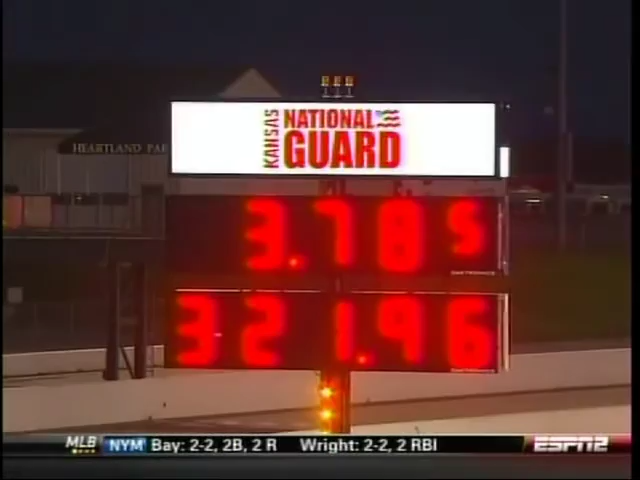 KANSAS NATIONAL GUARD
HEARTLAND PAR
3.785
321.96
MLB NYM Bay: 2-2, 2B, 2 R Wright: 2-2, 2 RBI ESPN2